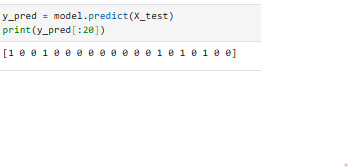 y_pred = model.predict(X_test)
print(y_pred[:20])
[1 0 0 1 0 0 0 0 0 0 0 0 0 1 0 1 0 1 0 0]